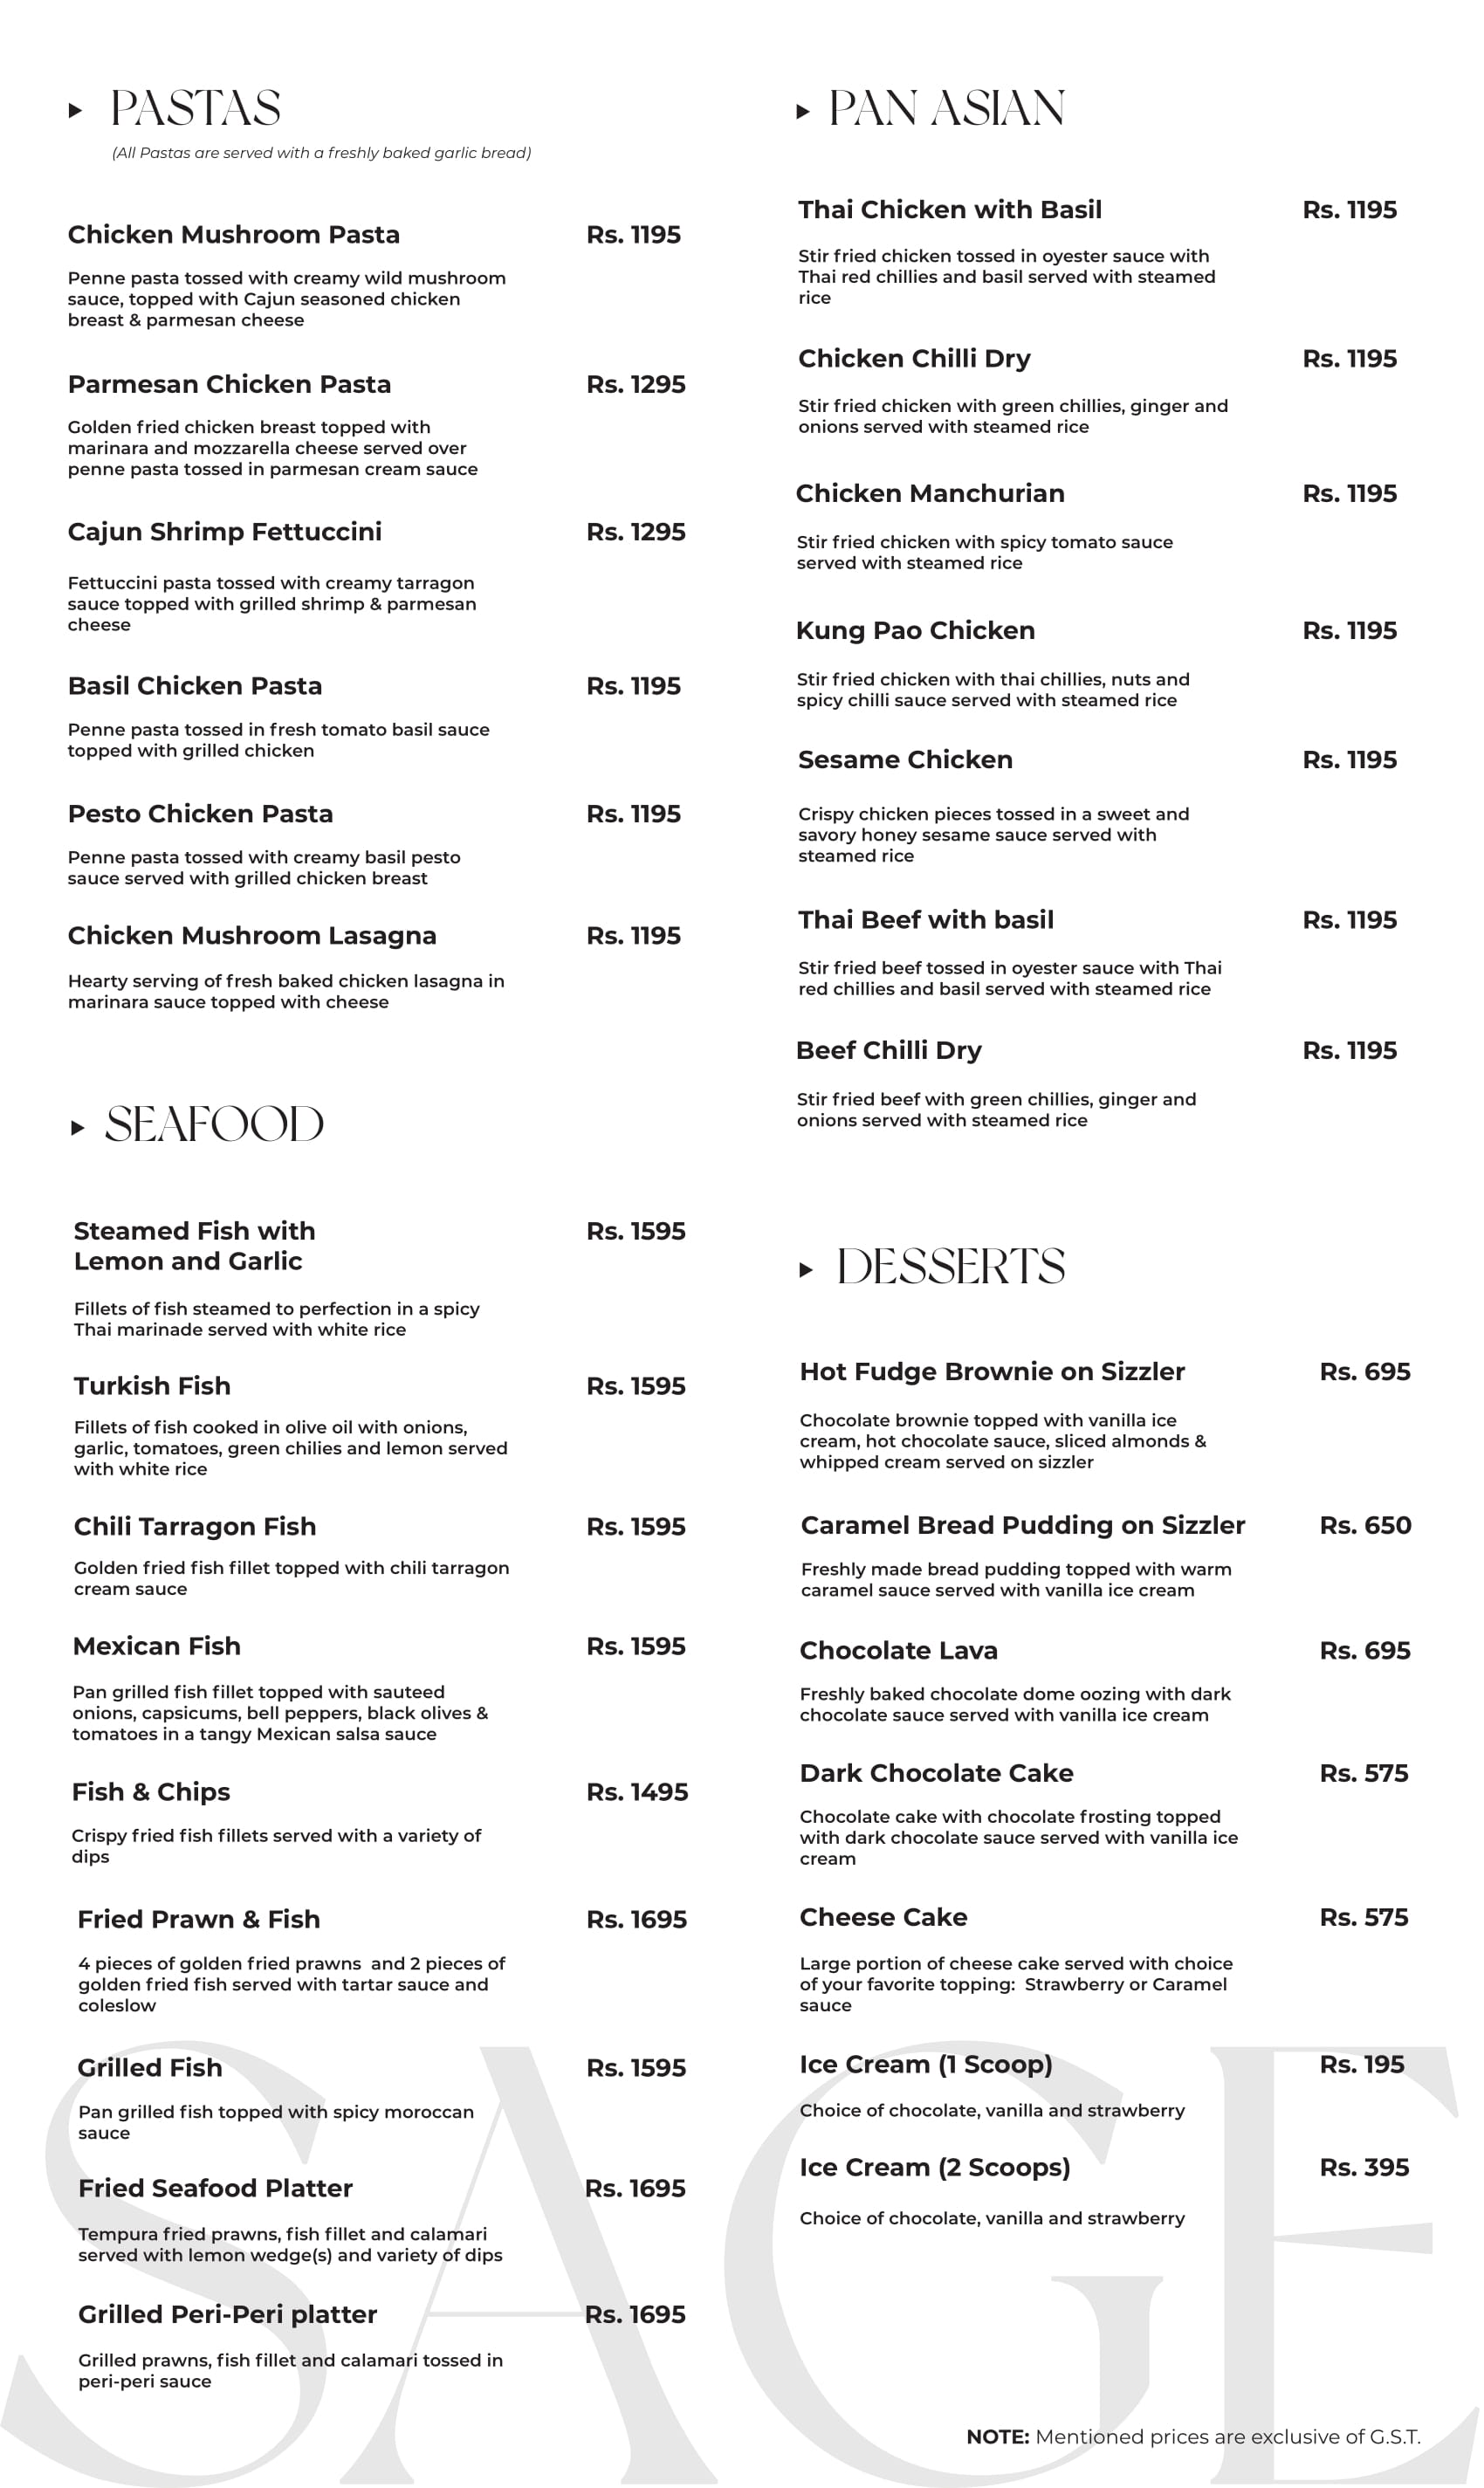 PASTAS
(All Pastas are served with a freshly baked garlic bread)
Chicken Mushroom Pasta Rs. 1195
Penne pasta tossed with creamy wild mushroom
sauce, topped with Cajun seasoned chicken
breast & parmesan cheese
Parmesan Chicken Pasta Rs. 1295
Golden fried chicken breast topped with
marinara and mozzarella cheese served over
penne pasta tossed in parmesan cream sauce
Cajun Shrimp Fettuccini Rs. 1295
Fettuccini pasta tossed with creamy tarragon
sauce topped with grilled shrimp & parmesan
cheese
Basil Chicken Pasta Rs. 1195
Penne pasta tossed in fresh tomato basil sauce
topped with grilled chicken
Pesto Chicken Pasta Rs. 1195
Penne pasta tossed with creamy basil pesto
sauce served with grilled chicken breast
Chicken Mushroom Lasagna Rs. 1195
Hearty serving of fresh baked chicken lasagna in
marinara sauce topped with cheese
SEAFOOD
Steamed Fish with Rs. 1595
Lemon and Garlic
Fillets of fish steamed to perfection in a spicy
Thai marinade served with white rice
Turkish Fish Rs. 1595
Fillets of fish cooked in olive oil with onions,
garlic, tomatoes, green chilies and lemon served
with white rice
Chili Tarragon Fish Rs. 1595
Golden fried fish fillet topped with chili tarragon
cream sauce
Mexican Fish Rs. 1595
Pan grilled fish fillet topped with sauteed
onions, capsicums, bell peppers, black olives &
tomatoes in a tangy Mexican salsa sauce
Fish & Chips Rs. 1495
Crispy fried fish fillets served with a variety of
dips
Fried Prawn & Fish Rs. 1695
4 pieces of golden fried prawns and 2 pieces of
golden fried fish served with tartar sauce and
coleslow
Grilled Fish Rs. 1595
Pan grilled fish topped with spicy moroccan
sauce
Fried Seafood Platter Rs. 1695
Tempura fried prawns, fish fillet and calamari
served with lemon wedge(s) and variety of dips
Grilled Peri-Peri platter Rs. 1695
Grilled prawns, fish fillet and calamari tossed in
peri-peri sauce
PAN ASIAN
Thai Chicken with Basil Rs. 1195
Stir fried chicken tossed in oyester sauce with
Thai red chillies and basil served with steamed
rice
Chicken Chilli Dry Rs. 1195
Stir fried chicken with green chillies, ginger and
onions served with steamed rice
Chicken Manchurian Rs. 1195
Stir fried chicken with spicy tomato sauce
served with steamed rice
Kung Pao Chicken Rs. 1195
Stir fried chicken with thai chillies, nuts and
spicy chilli sauce served with steamed rice
Sesame Chicken Rs. 1195
Crispy chicken pieces tossed in a sweet and
savory honey sesame sauce served with
steamed rice
Thai Beef with basil Rs. 1195
Stir fried beef tossed in oyester sauce with Thai
red chillies and basil served with steamed rice
Beef Chilli Dry Rs. 1195
Stir fried beef with green chillies, ginger and
onions served with steamed rice
DESSERTS
Hot Fudge Brownie on Sizzler Rs. 695
Chocolate brownie topped with vanilla ice
cream, hot chocolate sauce, sliced almonds &
whipped cream served on sizzler
Caramel Bread Pudding on Sizzler Rs. 650
Freshly made bread pudding topped with warm
caramel sauce served with vanilla ice cream
Chocolate Lava Rs. 695
Freshly baked chocolate dome oozing with dark
chocolate sauce served with vanilla ice cream
Dark Chocolate Cake Rs. 575
Chocolate cake with chocolate frosting topped
with dark chocolate sauce served with vanilla ice
cream
Cheese Cake Rs. 575
Large portion of cheese cake served with choice
of your favorite topping: Strawberry or Caramel
sauce
Ice Cream (1 Scoop) Rs. 195
Choice of chocolate, vanilla and strawberry
Ice Cream (2 Scoops) Rs. 395
Choice of chocolate, vanilla and strawberry
SAGE
NOTE: Mentioned prices are exclusive of G.S.T.